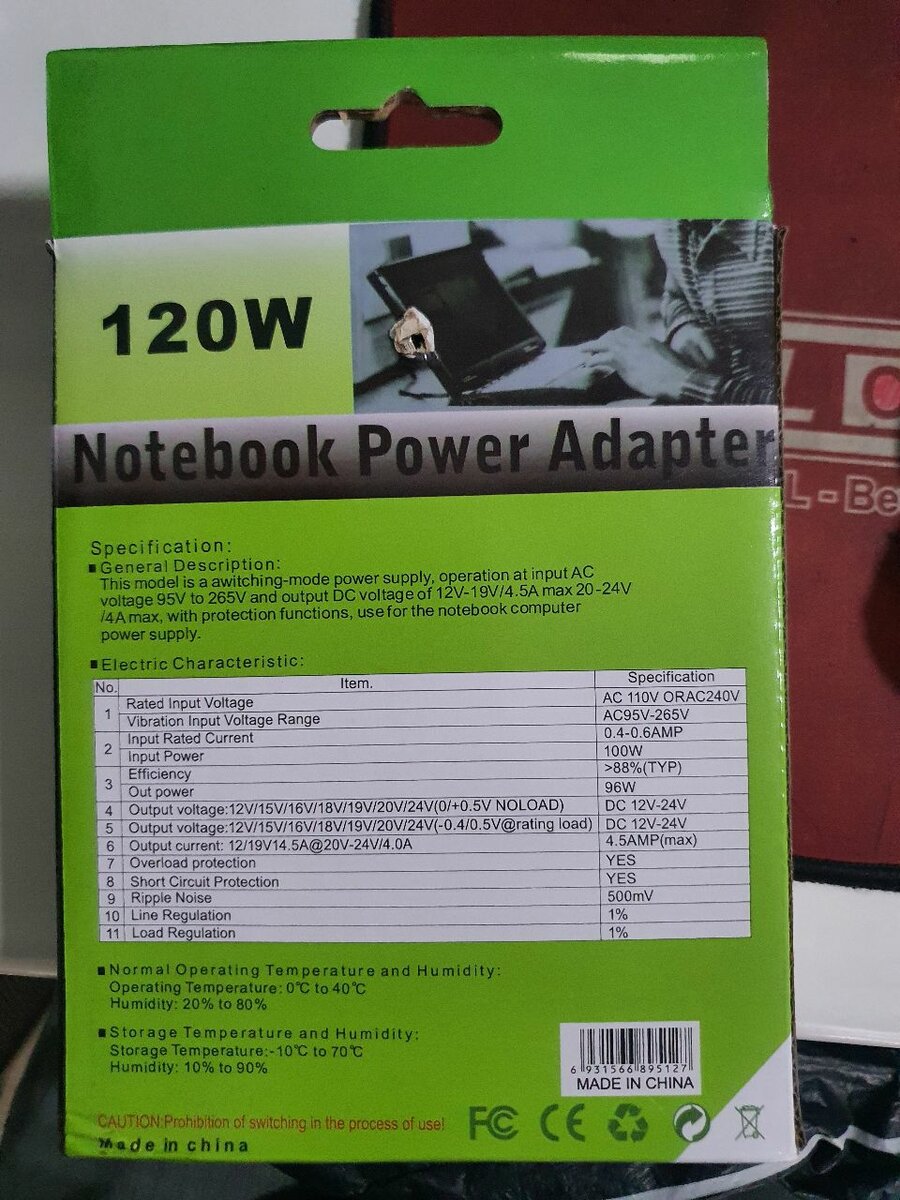 120W
Notebook Power Adapter
Specification:
■General Description:
This model is a awitching-mode power supply, operation at input AC
voltage 95V to 265V and output DC voltage of 12V-19V/4.5A max 20-24V
/4A max, with protection functions, use for the notebook computer
power supply.
■Electric Characteristic:
No. Item. Specification
1 Rated Input Voltage AC 110V ORAC240V
Vibration Input Voltage Range AC95V-265V
2 Input Rated Current 0.4-0.6AMP
Input Power 100W
3 Efficiency >88%(TYP)
Out power 96W
4 Output voltage:12V/15V/16V/18V/19V/20V/24V(0/+0.5V NOLOAD) DC 12V-24V
5 Output voltage:12V/15V/16V/18V/19V/20V/24V(-0.4/0.5V@rating load) DC 12V-24V
6 Output current: 12/19V14.5A@20V-24V/4.0A 4.5AMP(max)
7 Overload protection YES
8 Short Circuit Protection YES
9 Ripple Noise 500mV
10 Line Regulation 1%
11 Load Regulation 1%
■Normal Operating Temperature and Humidity:
Operating Temperature: 0℃ to 40℃
Humidity: 20% to 80%
■Storage Temperature and Humidity:
Storage Temperature:-10℃ to 70℃
Humidity: 10% to 90%
6 931566 895127
MADE IN CHINA
CAUTION:Prohibition of switching in the process of use!
Made in china
FC CE
L - Be